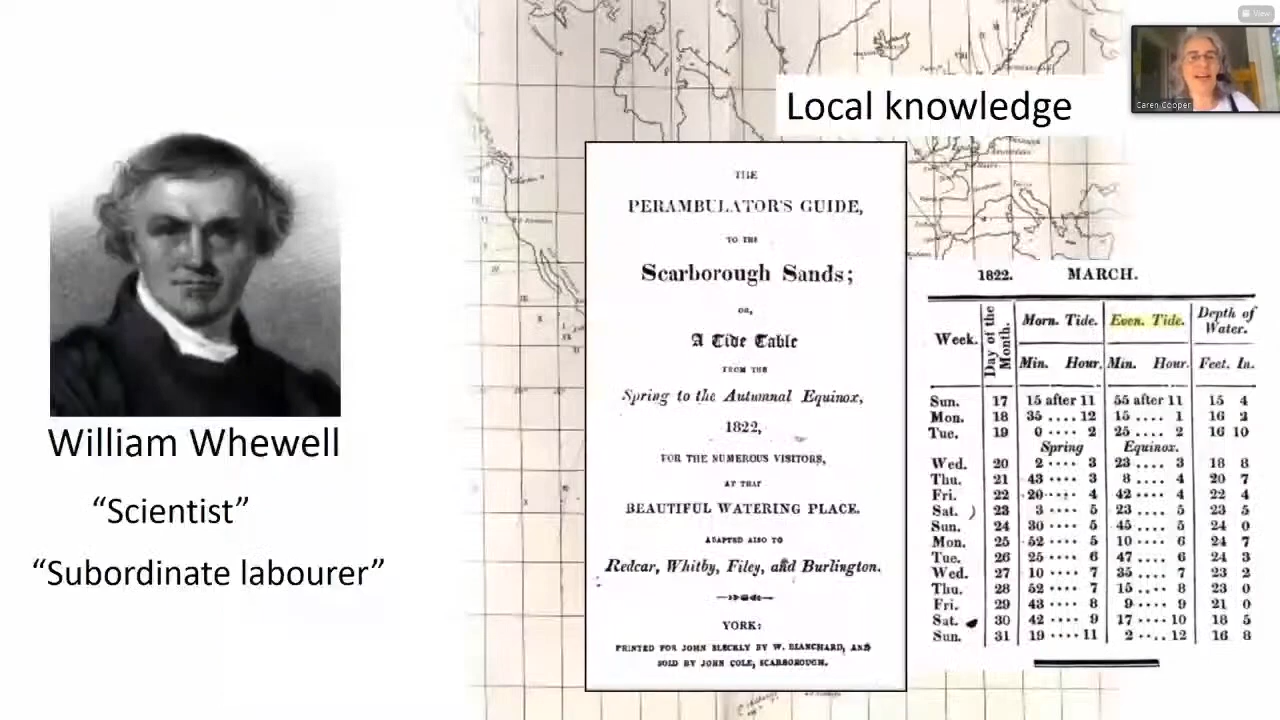 View
Caren Cooper
Local knowledge
William Whewell
“Scientist”
“Subordinate labourer”
THE
PERAMBULATOR'S GUIDE,
TO THE
Scarborough Sands;
OR,
A Tide Table
FROM THE
Spring to the Autumnal Equinox,
1822,
FOR THE NUMEROUS VISITORS,
AT THAT
BEAUTIFUL WATERING PLACE.
ADAPTED ALSO TO
Redcar, Whitby, Filey, and Burlington.
YORK:
PRINTED FOR JOHN BLECKLY BY W. BLANCHARD, AND
SOLD BY JOHN COLE, SCARBOROUGH.
1822. MARCH.
Week. Day of the Month. Morn. Tide. Even. Tide. Depth of Water.
Min. Hour. Min. Hour. Feet. In.
Sun. 17 15 after 11 55 after 11 15 4
Mon. 18 35 .... 12 15 .... 1 16 2
Tue. 19 0 .... 2 25 .... 2 16 10
Spring Equinox.
Wed. 20 2 .... 3 23 .... 3 18 8
Thu. 21 43 .... 3 8 .... 4 20 7
Fri. 22 20 .... 4 42 .... 4 22 4
Sat. 23 3 .... 5 23 .... 5 23 5
Sun. 24 30 .... 5 45 .... 5 24 0
Mon. 25 52 .... 5 10 .... 6 24 7
Tue. 26 25 .... 6 47 .... 6 24 3
Wed. 27 10 .... 7 35 .... 7 23 2
Thu. 28 52 .... 7 15 .... 8 23 0
Fri. 29 43 .... 8 9 .... 9 21 0
Sat. 30 42 .... 9 17 .... 10 18 5
Sun. 31 19 .... 11 2 .... 12 16 8